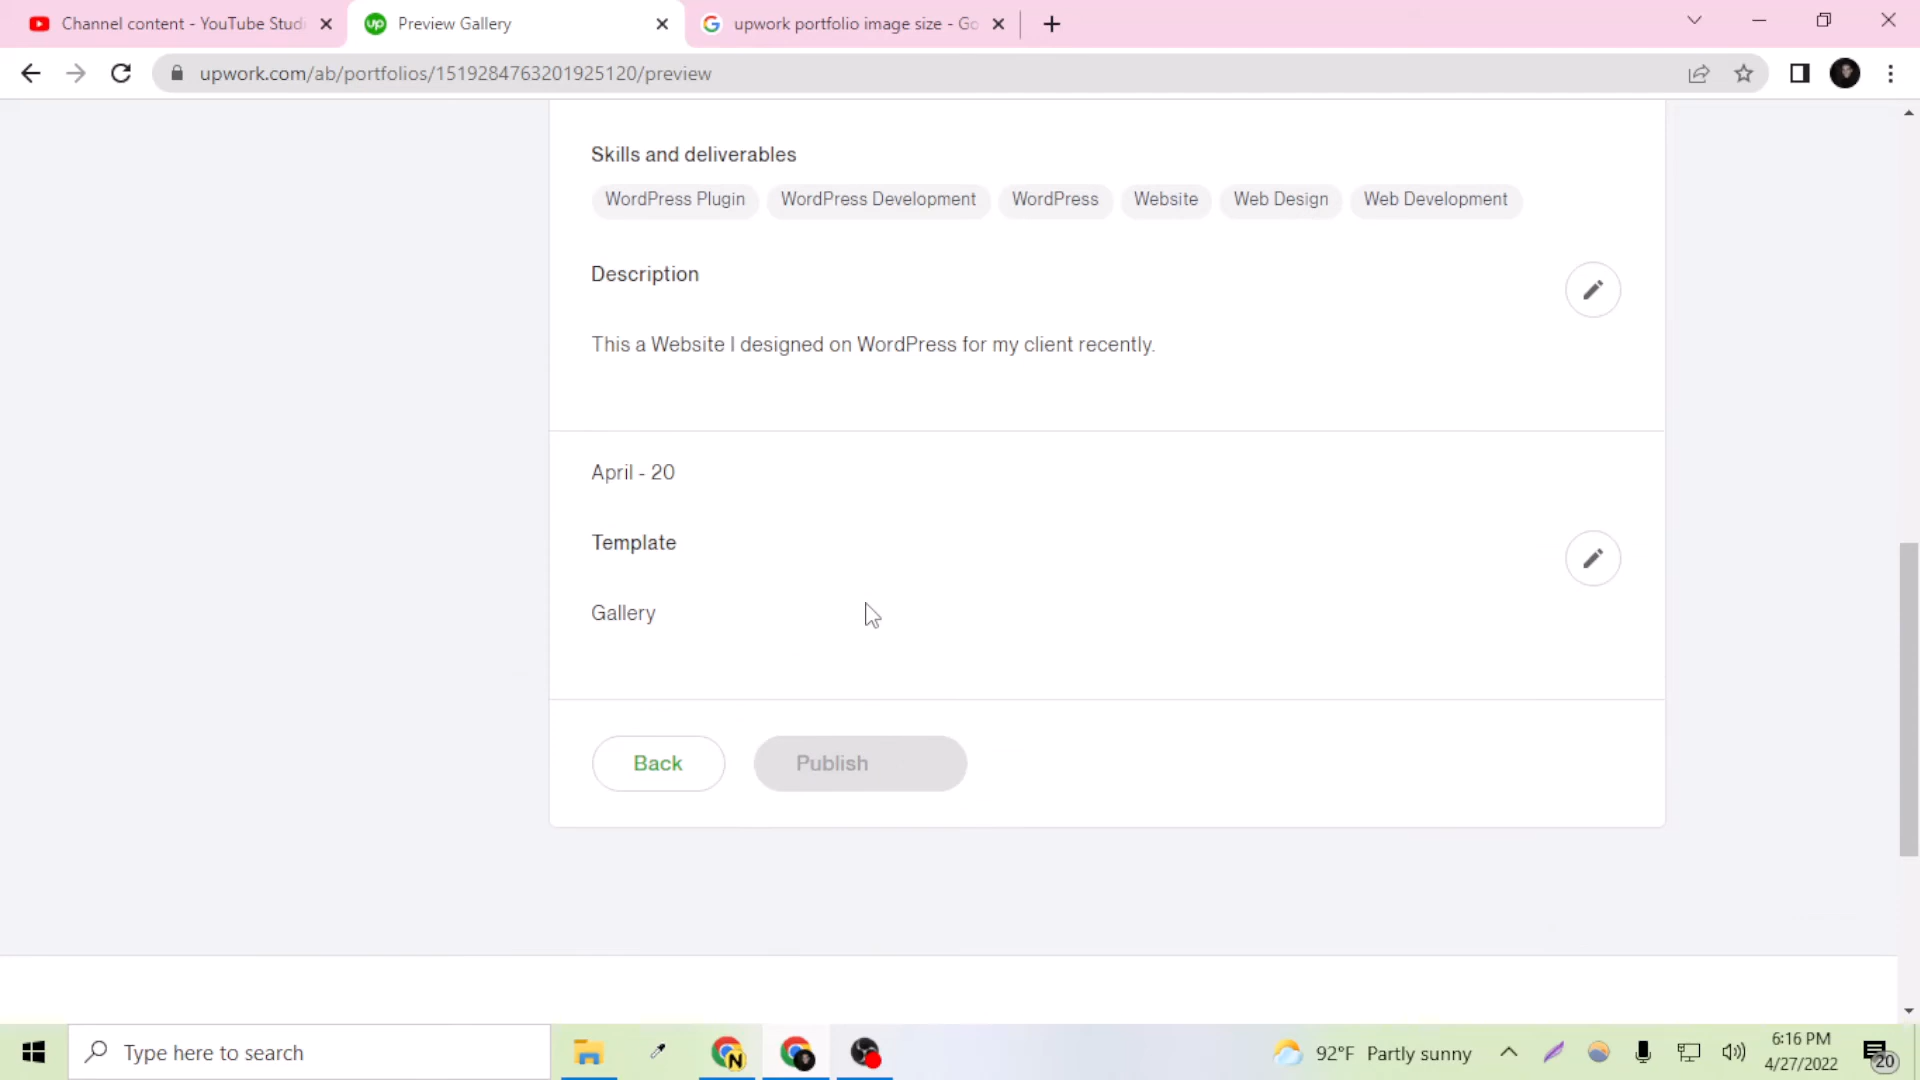 Channel content - YouTube Studi
Preview Gallery
upwork portfolio image size - Go
upwork.com/ab/portfolios/1519284763201925120/preview
Skills and deliverables
WordPress Plugin
WordPress Development
WordPress
Website
Web Design
Web Development
Description
This a Website I designed on WordPress for my client recently.
April - 20
Template
Gallery
Back
Publish
Type here to search
N
92°F Partly sunny
6:16 PM
4/27/2022
20